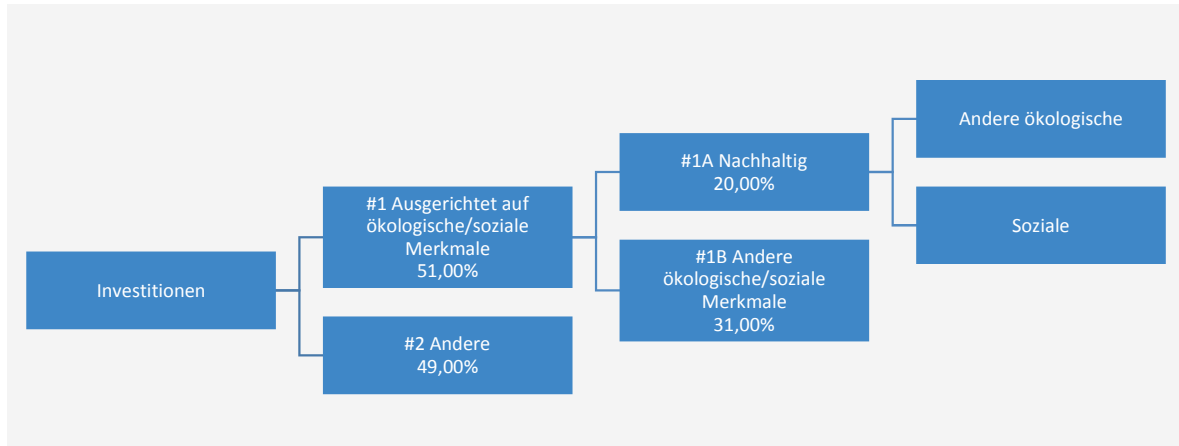 Investitionen
#1 Ausgerichtet auf
ökologische/soziale
Merkmale
51,00%
#2 Andere
49,00%
#1A Nachhaltig
20,00%
#1B Andere
ökologische/soziale
Merkmale
31,00%
Andere ökologische
Soziale